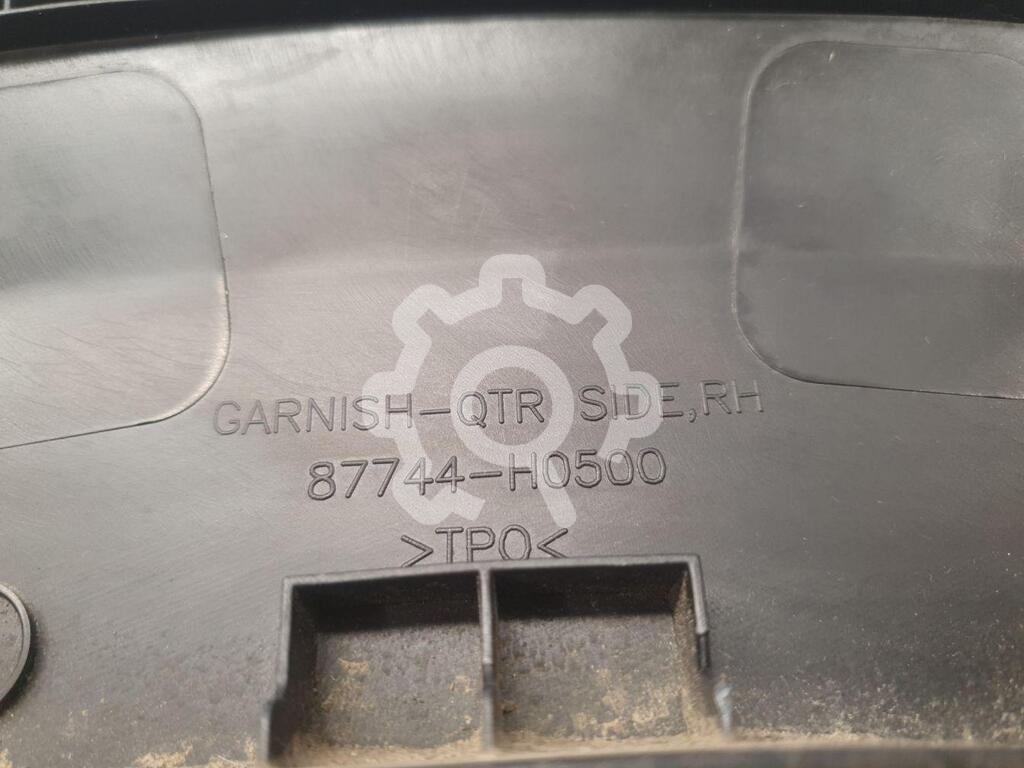 GARNISH-QTR SIDE,RH
87744-H0500
>TPO<